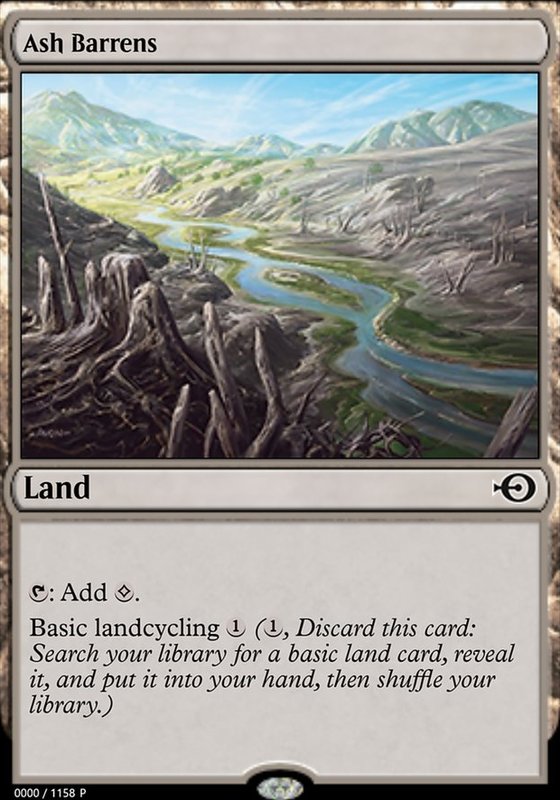 Ash Barrens
Land
: Add .
Basic landcycling 1 (1, Discard this card:
Search your library for a basic land card, reveal
it, and put it into your hand, then shuffle your
library.)
0000 / 1158 P